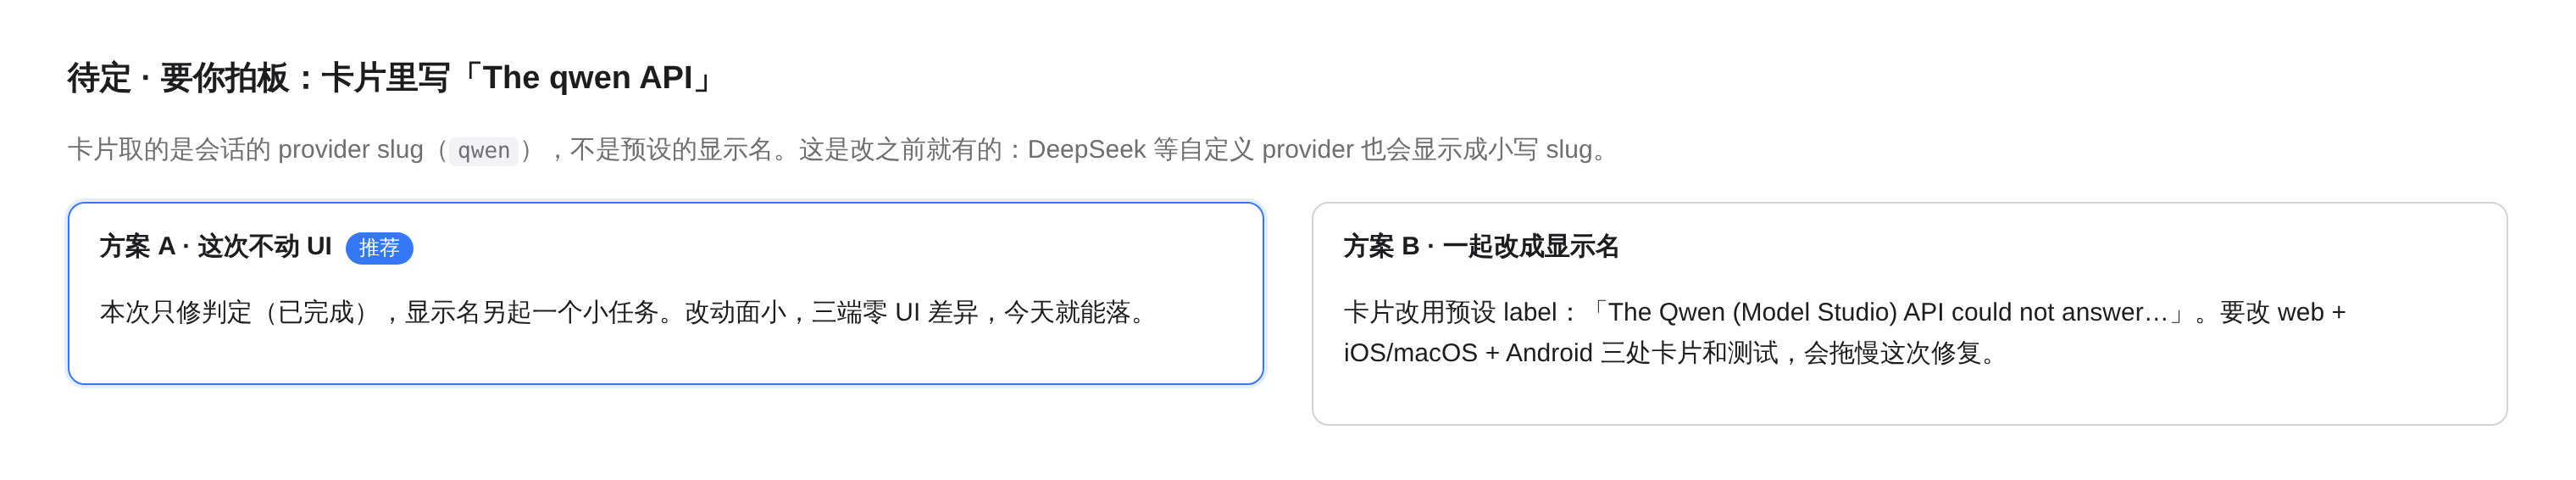 待定 · 要你拍板：卡片里写「The qwen API」
卡片取的是会话的 provider slug（qwen），不是预设的显示名。这是改之前就有的：DeepSeek 等自定义 provider 也会显示成小写 slug。
方案 A · 这次不动 UI 推荐
本次只修判定（已完成），显示名另起一个小任务。改动面小，三端零 UI 差异，今天就能落。
方案 B · 一起改成显示名
卡片改用预设 label：「The Qwen (Model Studio) API could not answer…」。要改 web +
iOS/macOS + Android 三处卡片和测试，会拖慢这次修复。